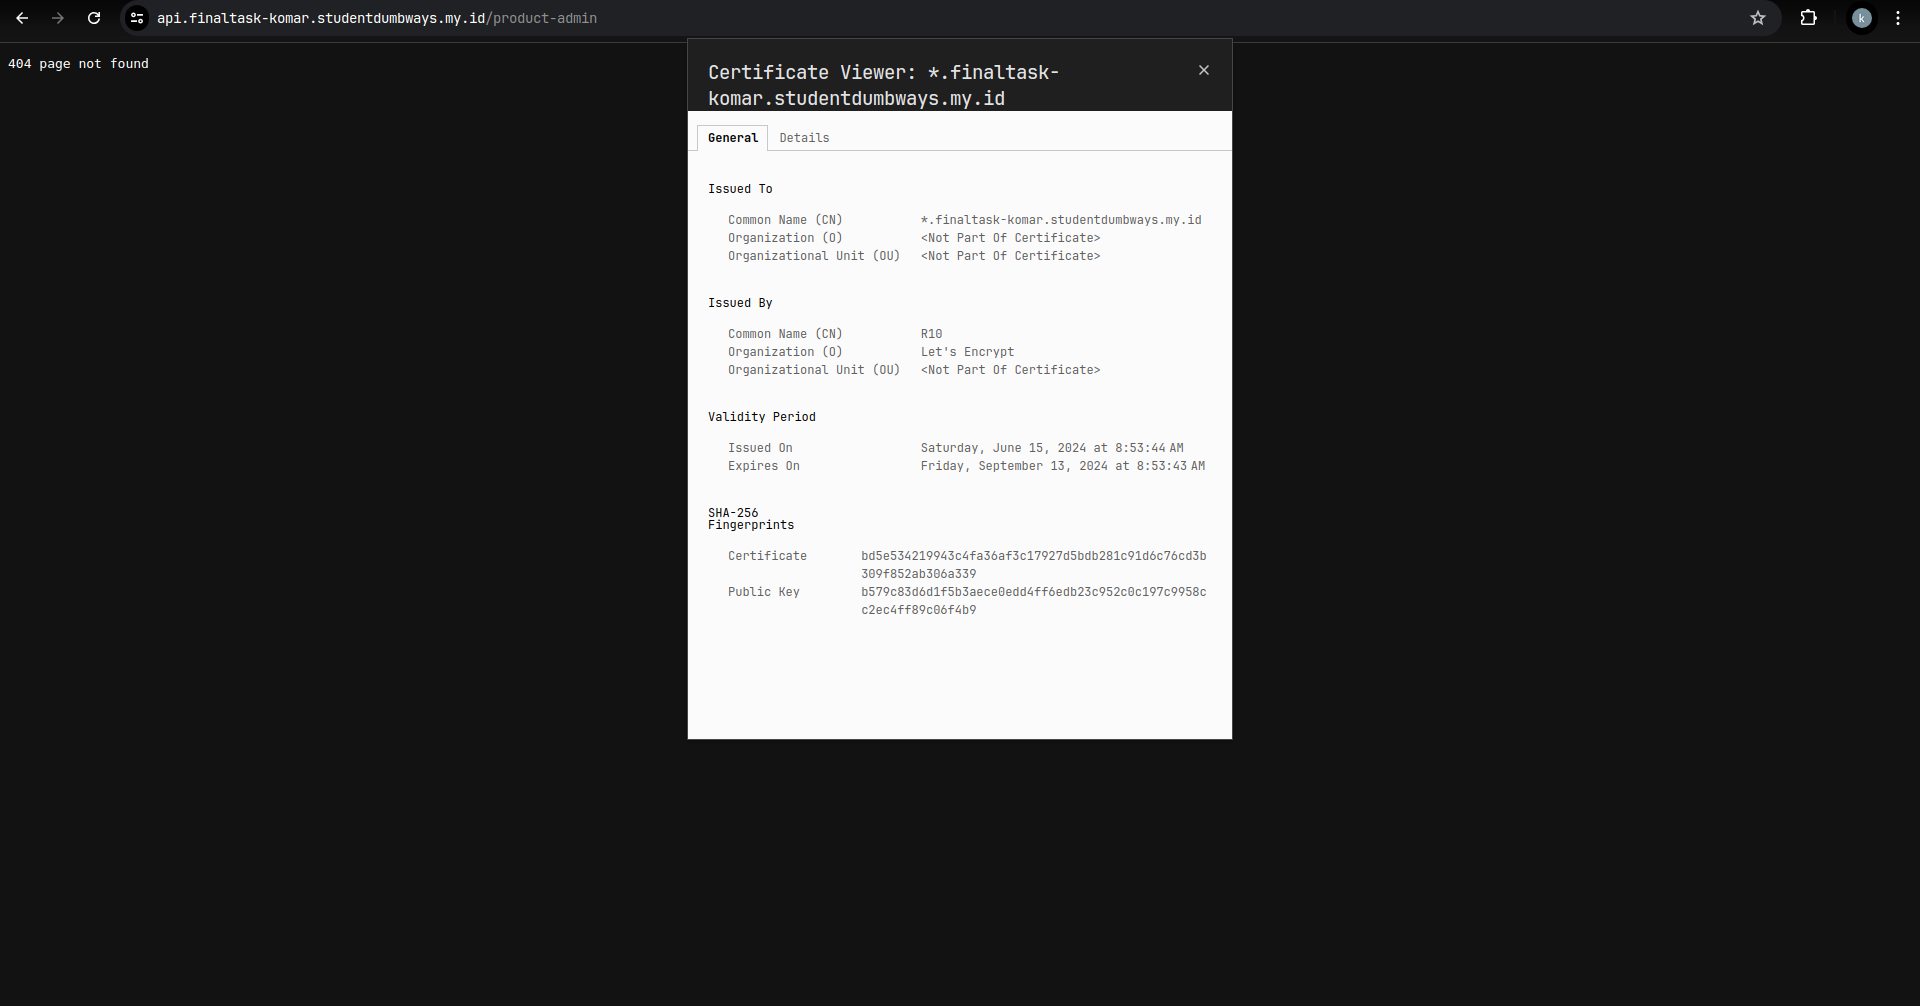 api.finaltask-komar.studentdumbways.my.id/product-admin
k
404 page not found
Certificate Viewer: *.finaltask-
komar.studentdumbways.my.id
General Details
Issued To
Common Name (CN) *.finaltask-komar.studentdumbways.my.id
Organization (O) <Not Part Of Certificate>
Organizational Unit (OU) <Not Part Of Certificate>
Issued By
Common Name (CN) R10
Organization (O) Let's Encrypt
Organizational Unit (OU) <Not Part Of Certificate>
Validity Period
Issued On Saturday, June 15, 2024 at 8:53:44 AM
Expires On Friday, September 13, 2024 at 8:53:43 AM
SHA-256
Fingerprints
Certificate bd5e534219943c4fa36af3c17927d5bdb281c91d6c76cd3b
309f852ab306a339
Public Key b579c83d6d1f5b3aece0edd4ff6edb23c952c0c197c9958c
c2ec4ff89c06f4b9